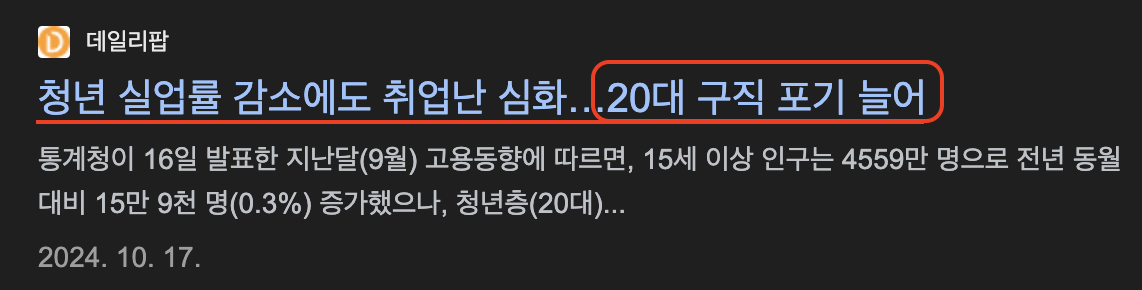 데일리팝
청년 실업률 감소에도 취업난 심화...20대 구직 포기 늘어
통계청이 16일 발표한 지난달(9월) 고용동향에 따르면, 15세 이상 인구는 4559만 명으로 전년 동월
대비 15만 9천 명(0.3%) 증가했으나, 청년층(20대)...
2024. 10. 17.